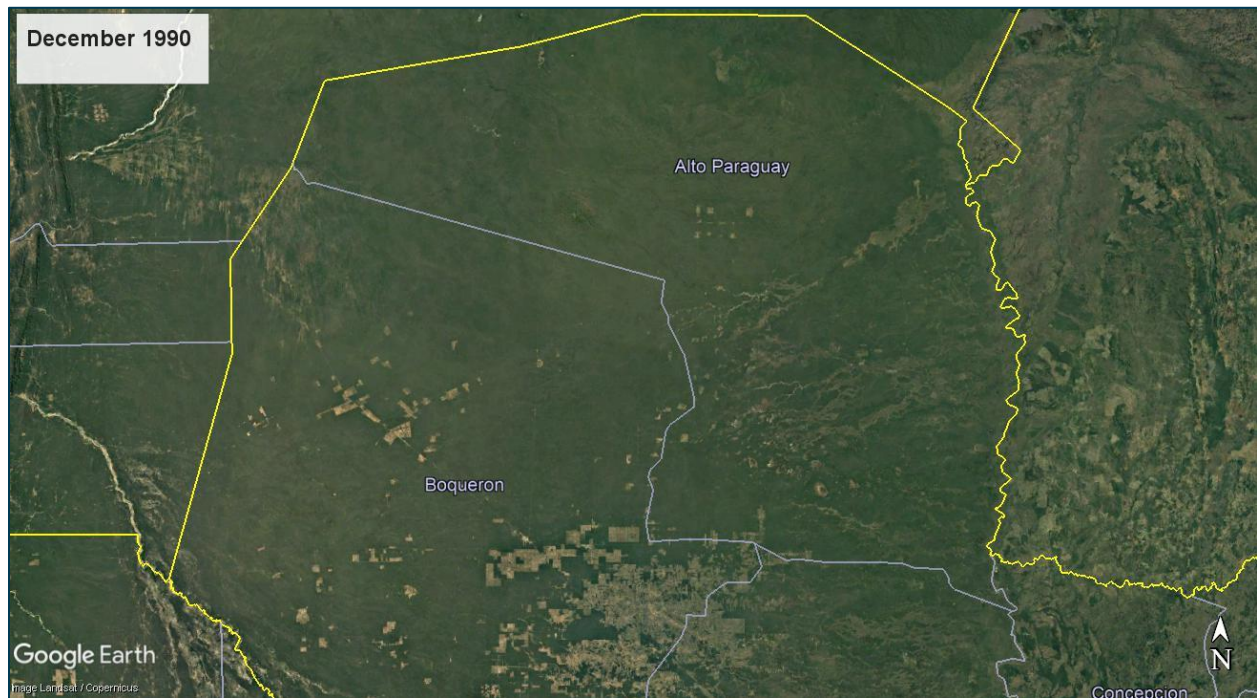 December 1990
Alto Paraguay
Boqueron
Google Earth
N
Image Landsat / Copernicus
Concepcion